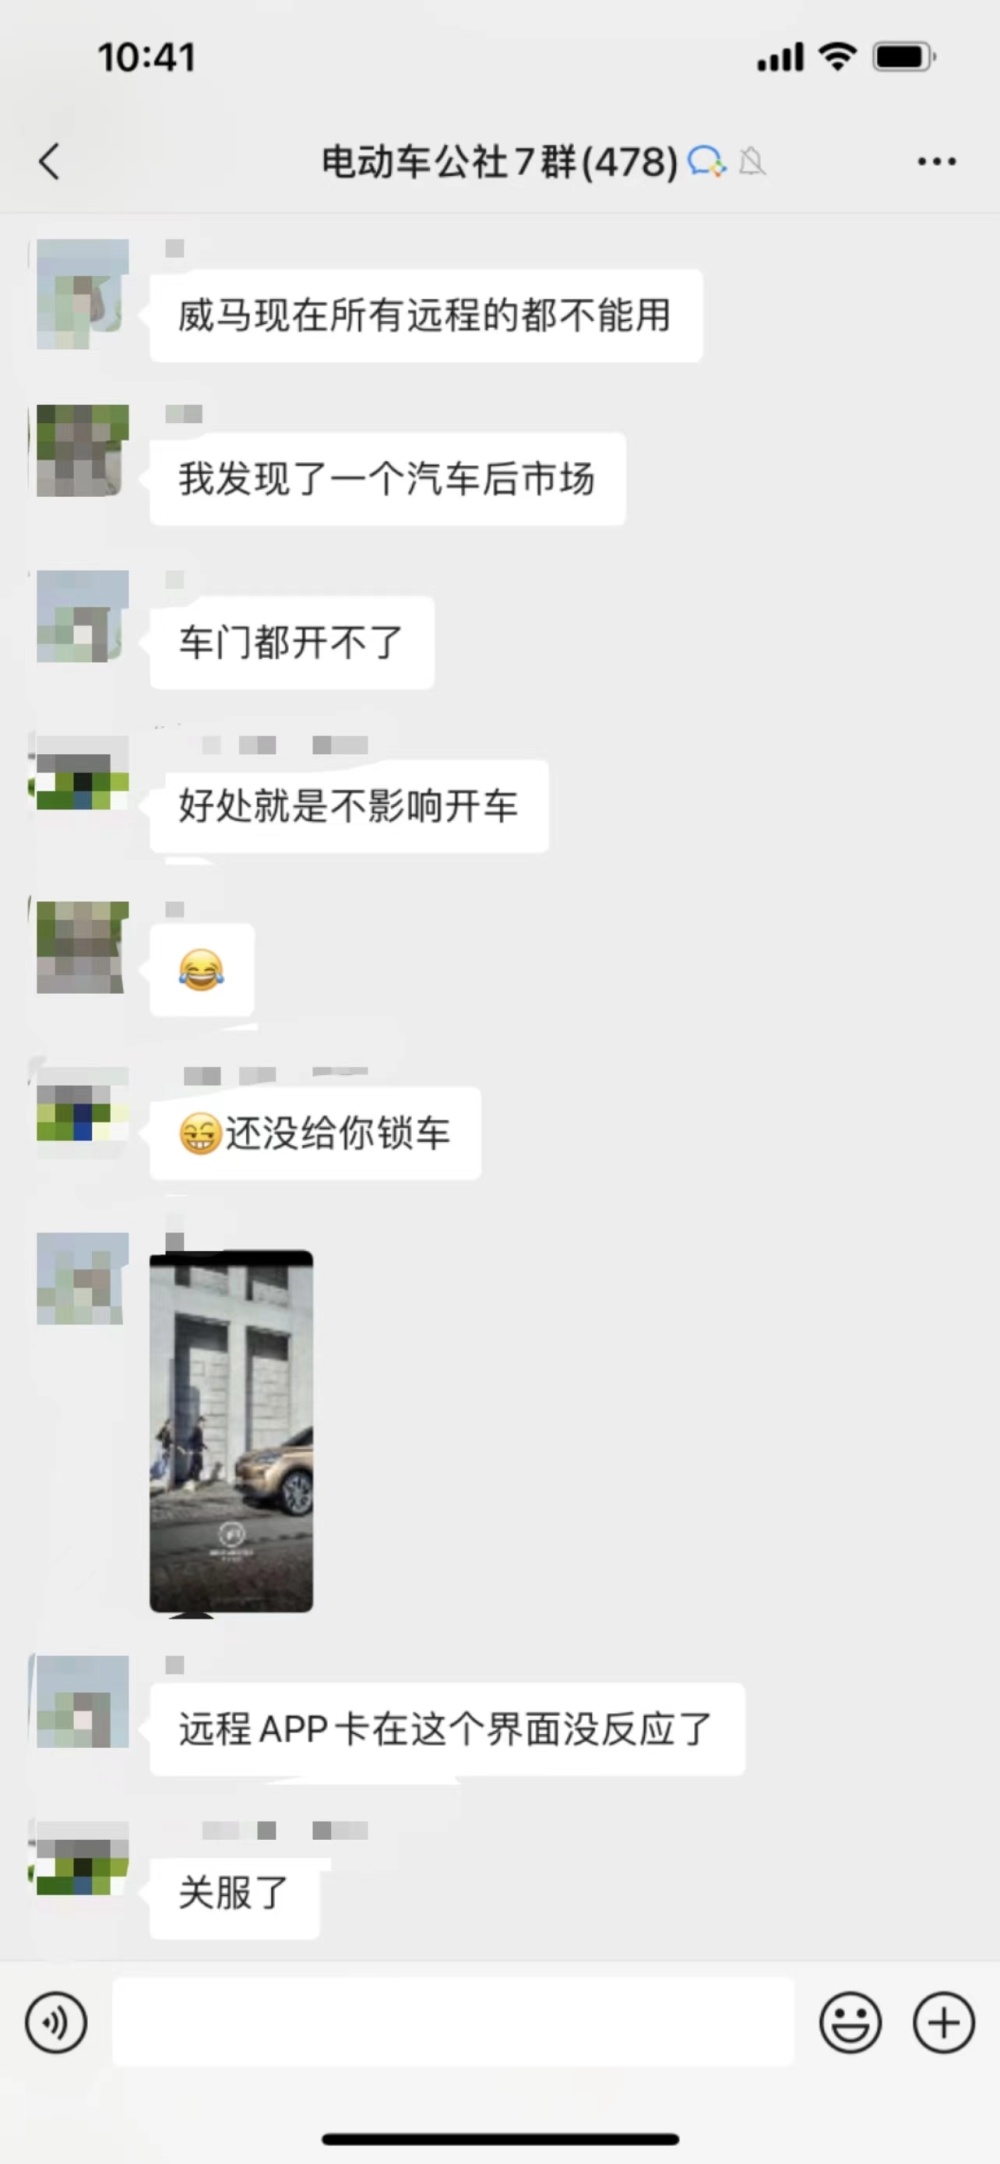 10:41
电动车公社7群(478)
威马现在所有远程的都不能用
我发现了一个汽车后市场
车门都开不了
好处就是不影响开车
😂
😁还没给你锁车
远程APP卡在这个界面没反应了
关服了